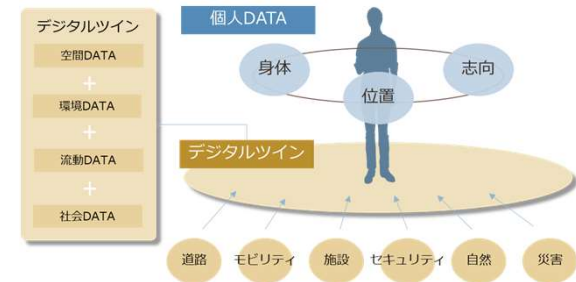 デジタルツイン
空間DATA
+
環境DATA
+
流動DATA
+
社会DATA
個人DATA
身体
位置
志向
デジタルツイン
道路
モビリティ
施設
セキュリティ
自然
災害